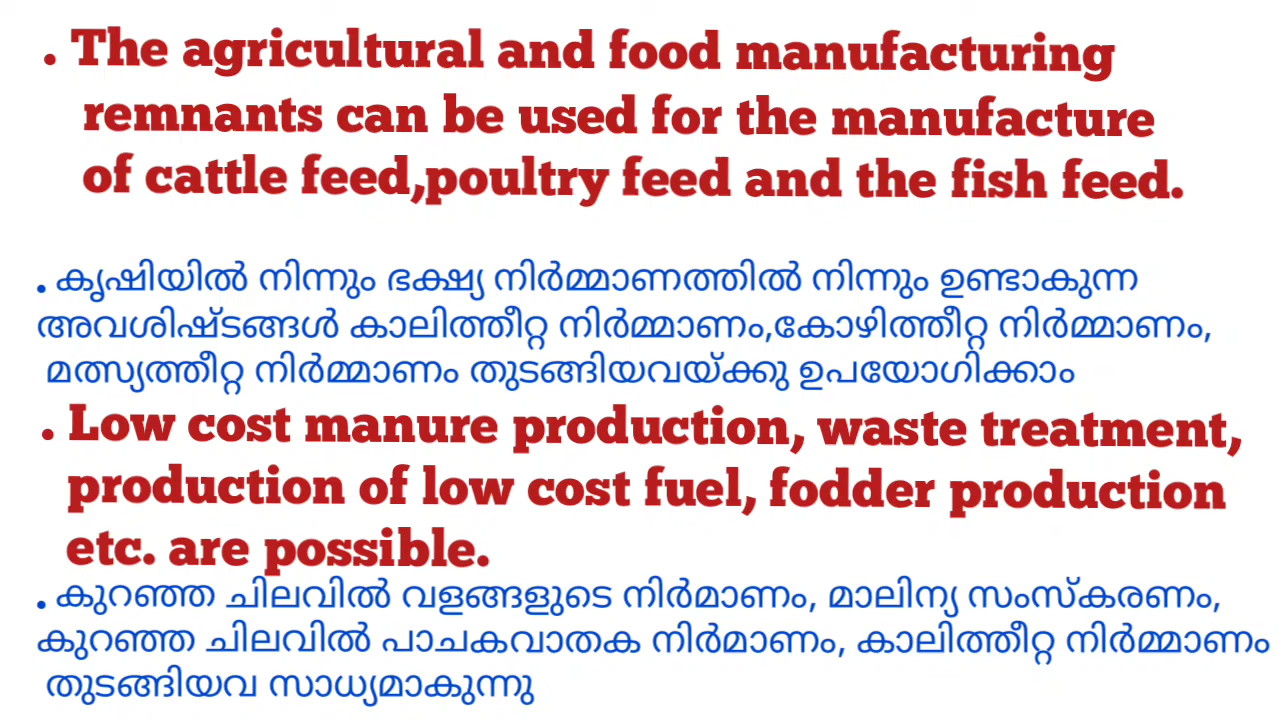 . The agricultural and food manufacturing
remnants can be used for the manufacture
of cattle feed,poultry feed and the fish feed.
. കൃഷിയിൽ നിന്നും ഭക്ഷ്യ നിർമ്മാണത്തിൽ നിന്നും ഉണ്ടാകുന്ന
അവശിഷ്ടങ്ങൾ കാലിത്തീറ്റ നിർമ്മാണം,കോഴിത്തീറ്റ നിർമ്മാണം,
മത്സ്യത്തീറ്റ നിർമ്മാണം തുടങ്ങിയവയ്ക്കു ഉപയോഗിക്കാം
. Low cost manure production, waste treatment,
production of low cost fuel, fodder production
etc. are possible.
. കുറഞ്ഞ ചിലവിൽ വളങ്ങളുടെ നിർമാണം, മാലിന്യ സംസ്കരണം,
കുറഞ്ഞ ചിലവിൽ പാചകവാതക നിർമാണം, കാലിത്തീറ്റ നിർമ്മാണം
തുടങ്ങിയവ സാധ്യമാകുന്നു